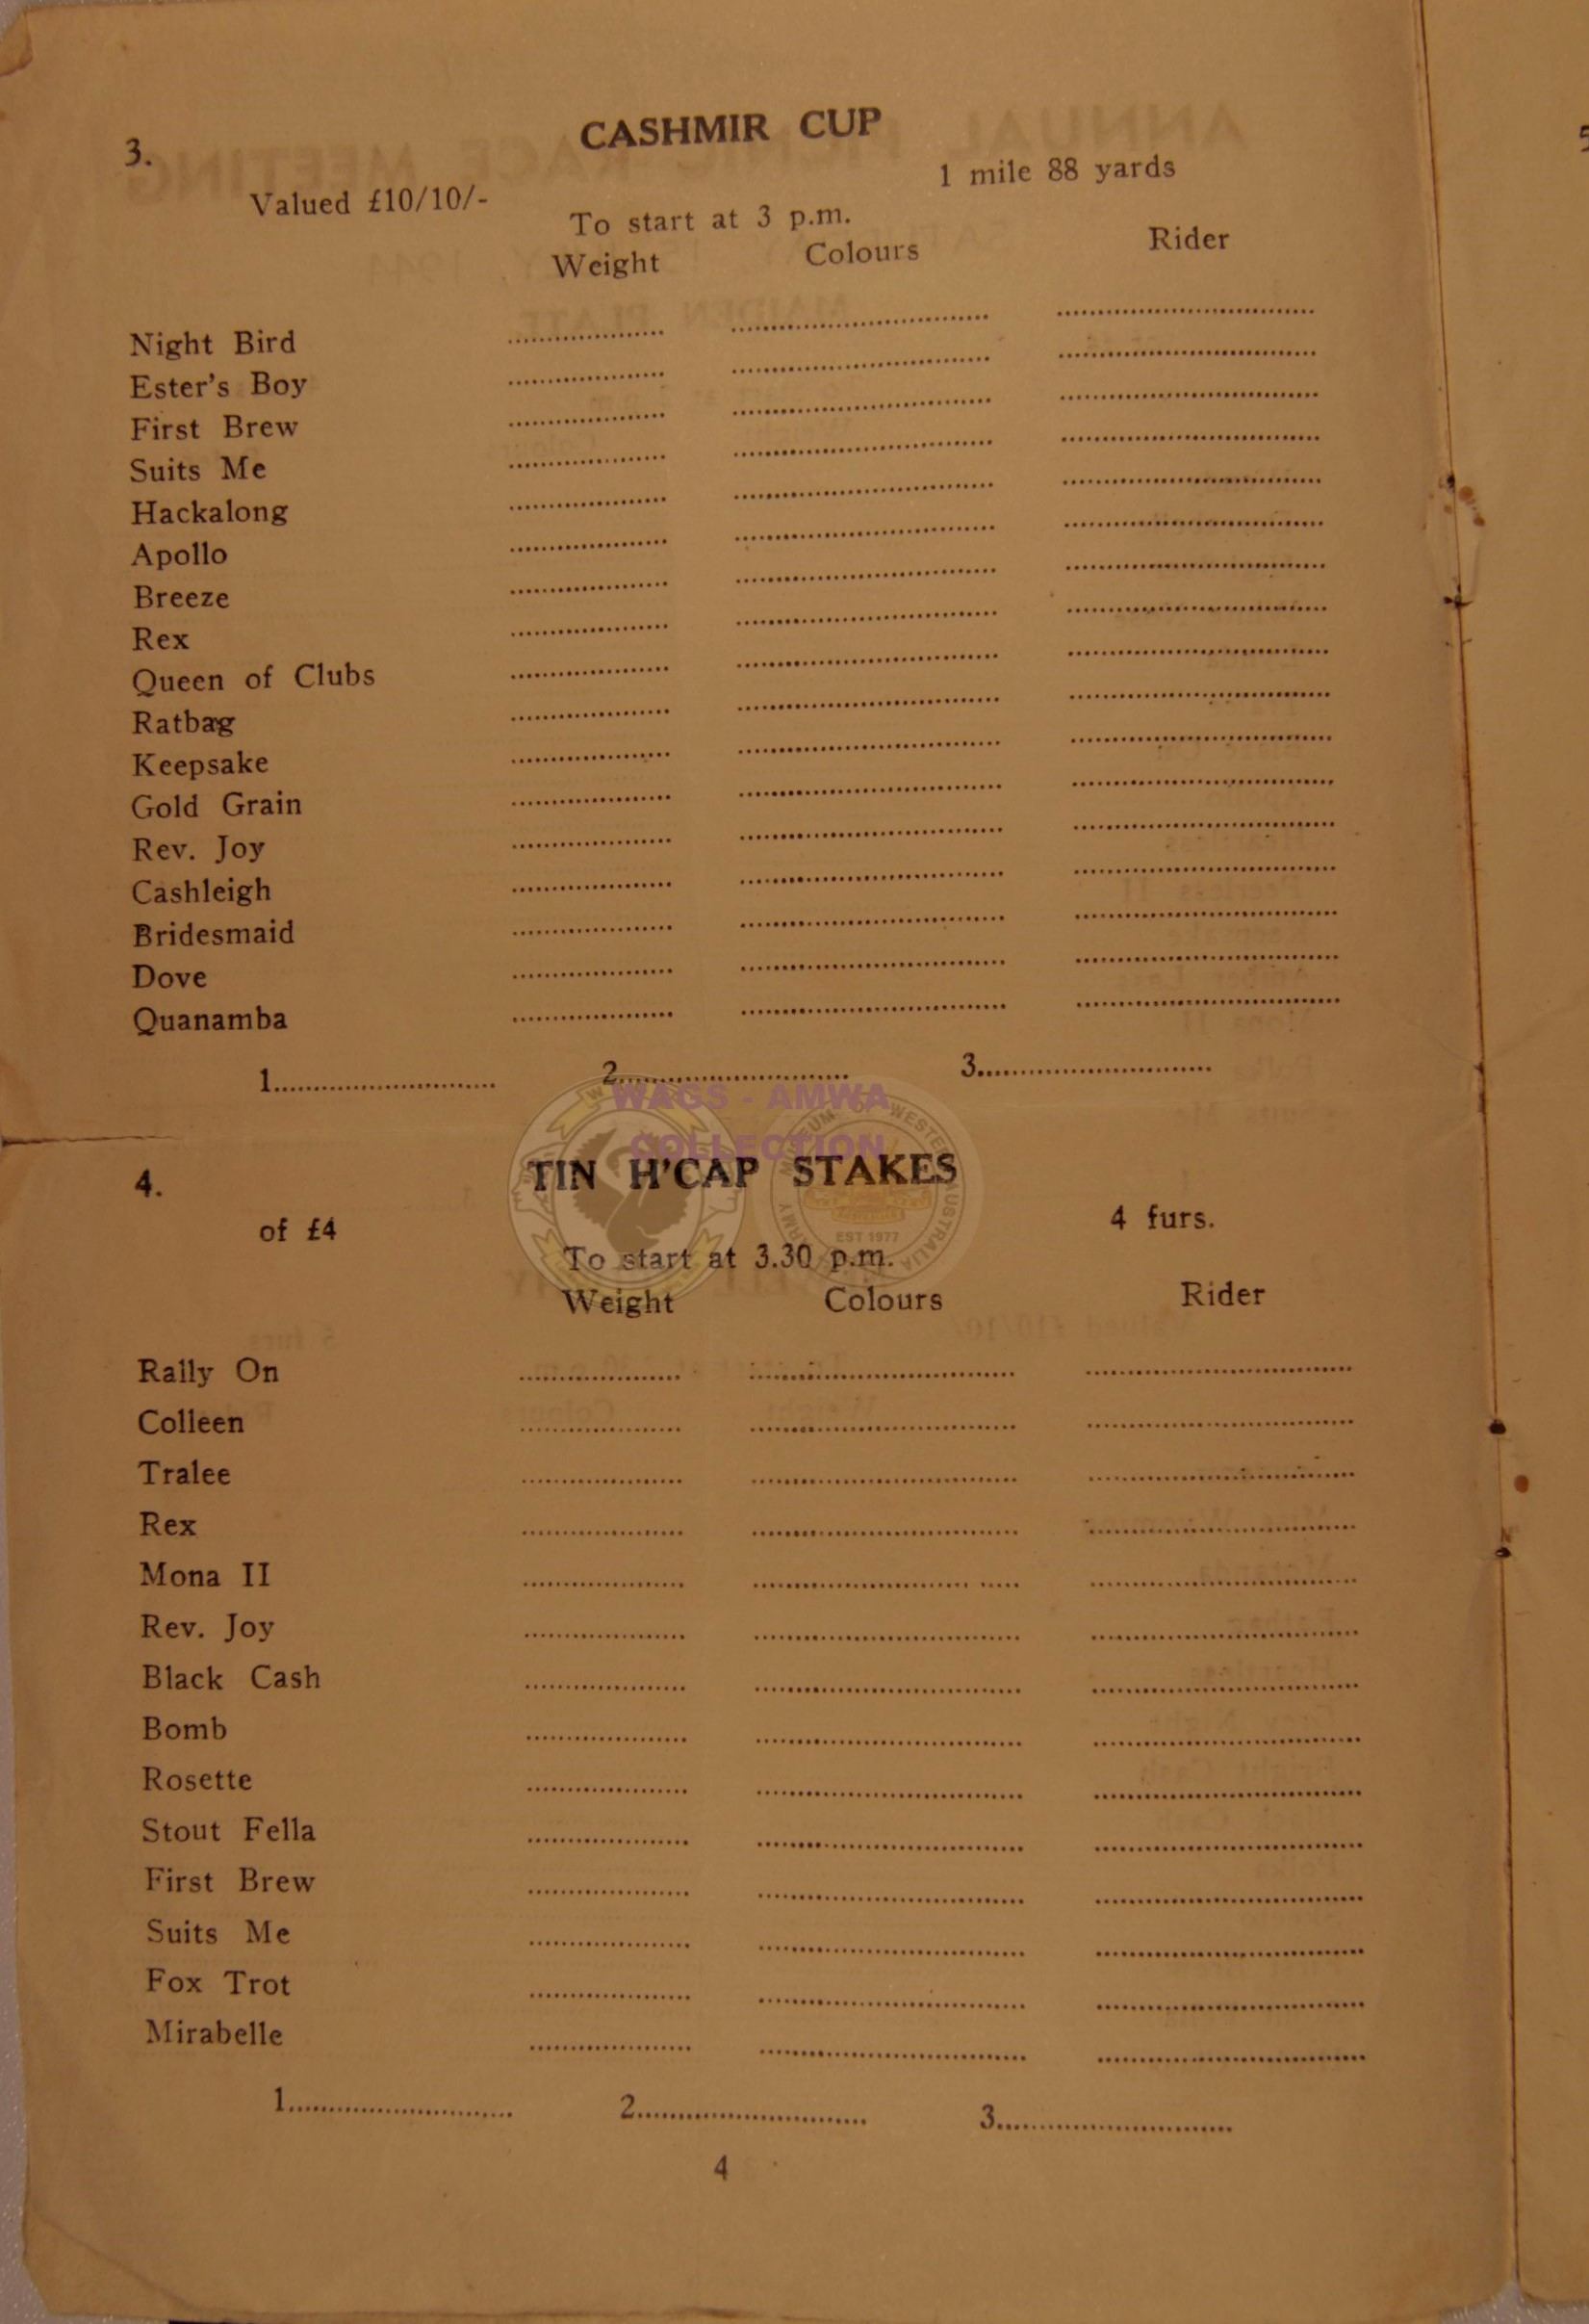 3.
CASHMIR CUP
Valued £10/10/-
1 mile 88 yards
To start at 3 p.m.
Weight Colours Rider
Night Bird
Ester's Boy
First Brew
Suits Me
Hackalong
Apollo
Breeze
Rex
Queen of Clubs
Ratbag
Keepsake
Gold Grain
Rev. Joy
Cashleigh
Bridesmaid
Dove
Quanamba
1........................... 2............................ 3.............................
WAGS - AMWA
COLLECTION
4.
TIN H'CAP STAKES
of £4
4 furs.
EST 1977
To start at 3.30 p.m.
Weight Colours Rider
Rally On
Colleen
Tralee
Rex
Mona II
Rev. Joy
Black Cash
Bomb
Rosette
Stout Fella
First Brew
Suits Me
Fox Trot
Mirabelle
1........................... 2............................ 3.............................
4